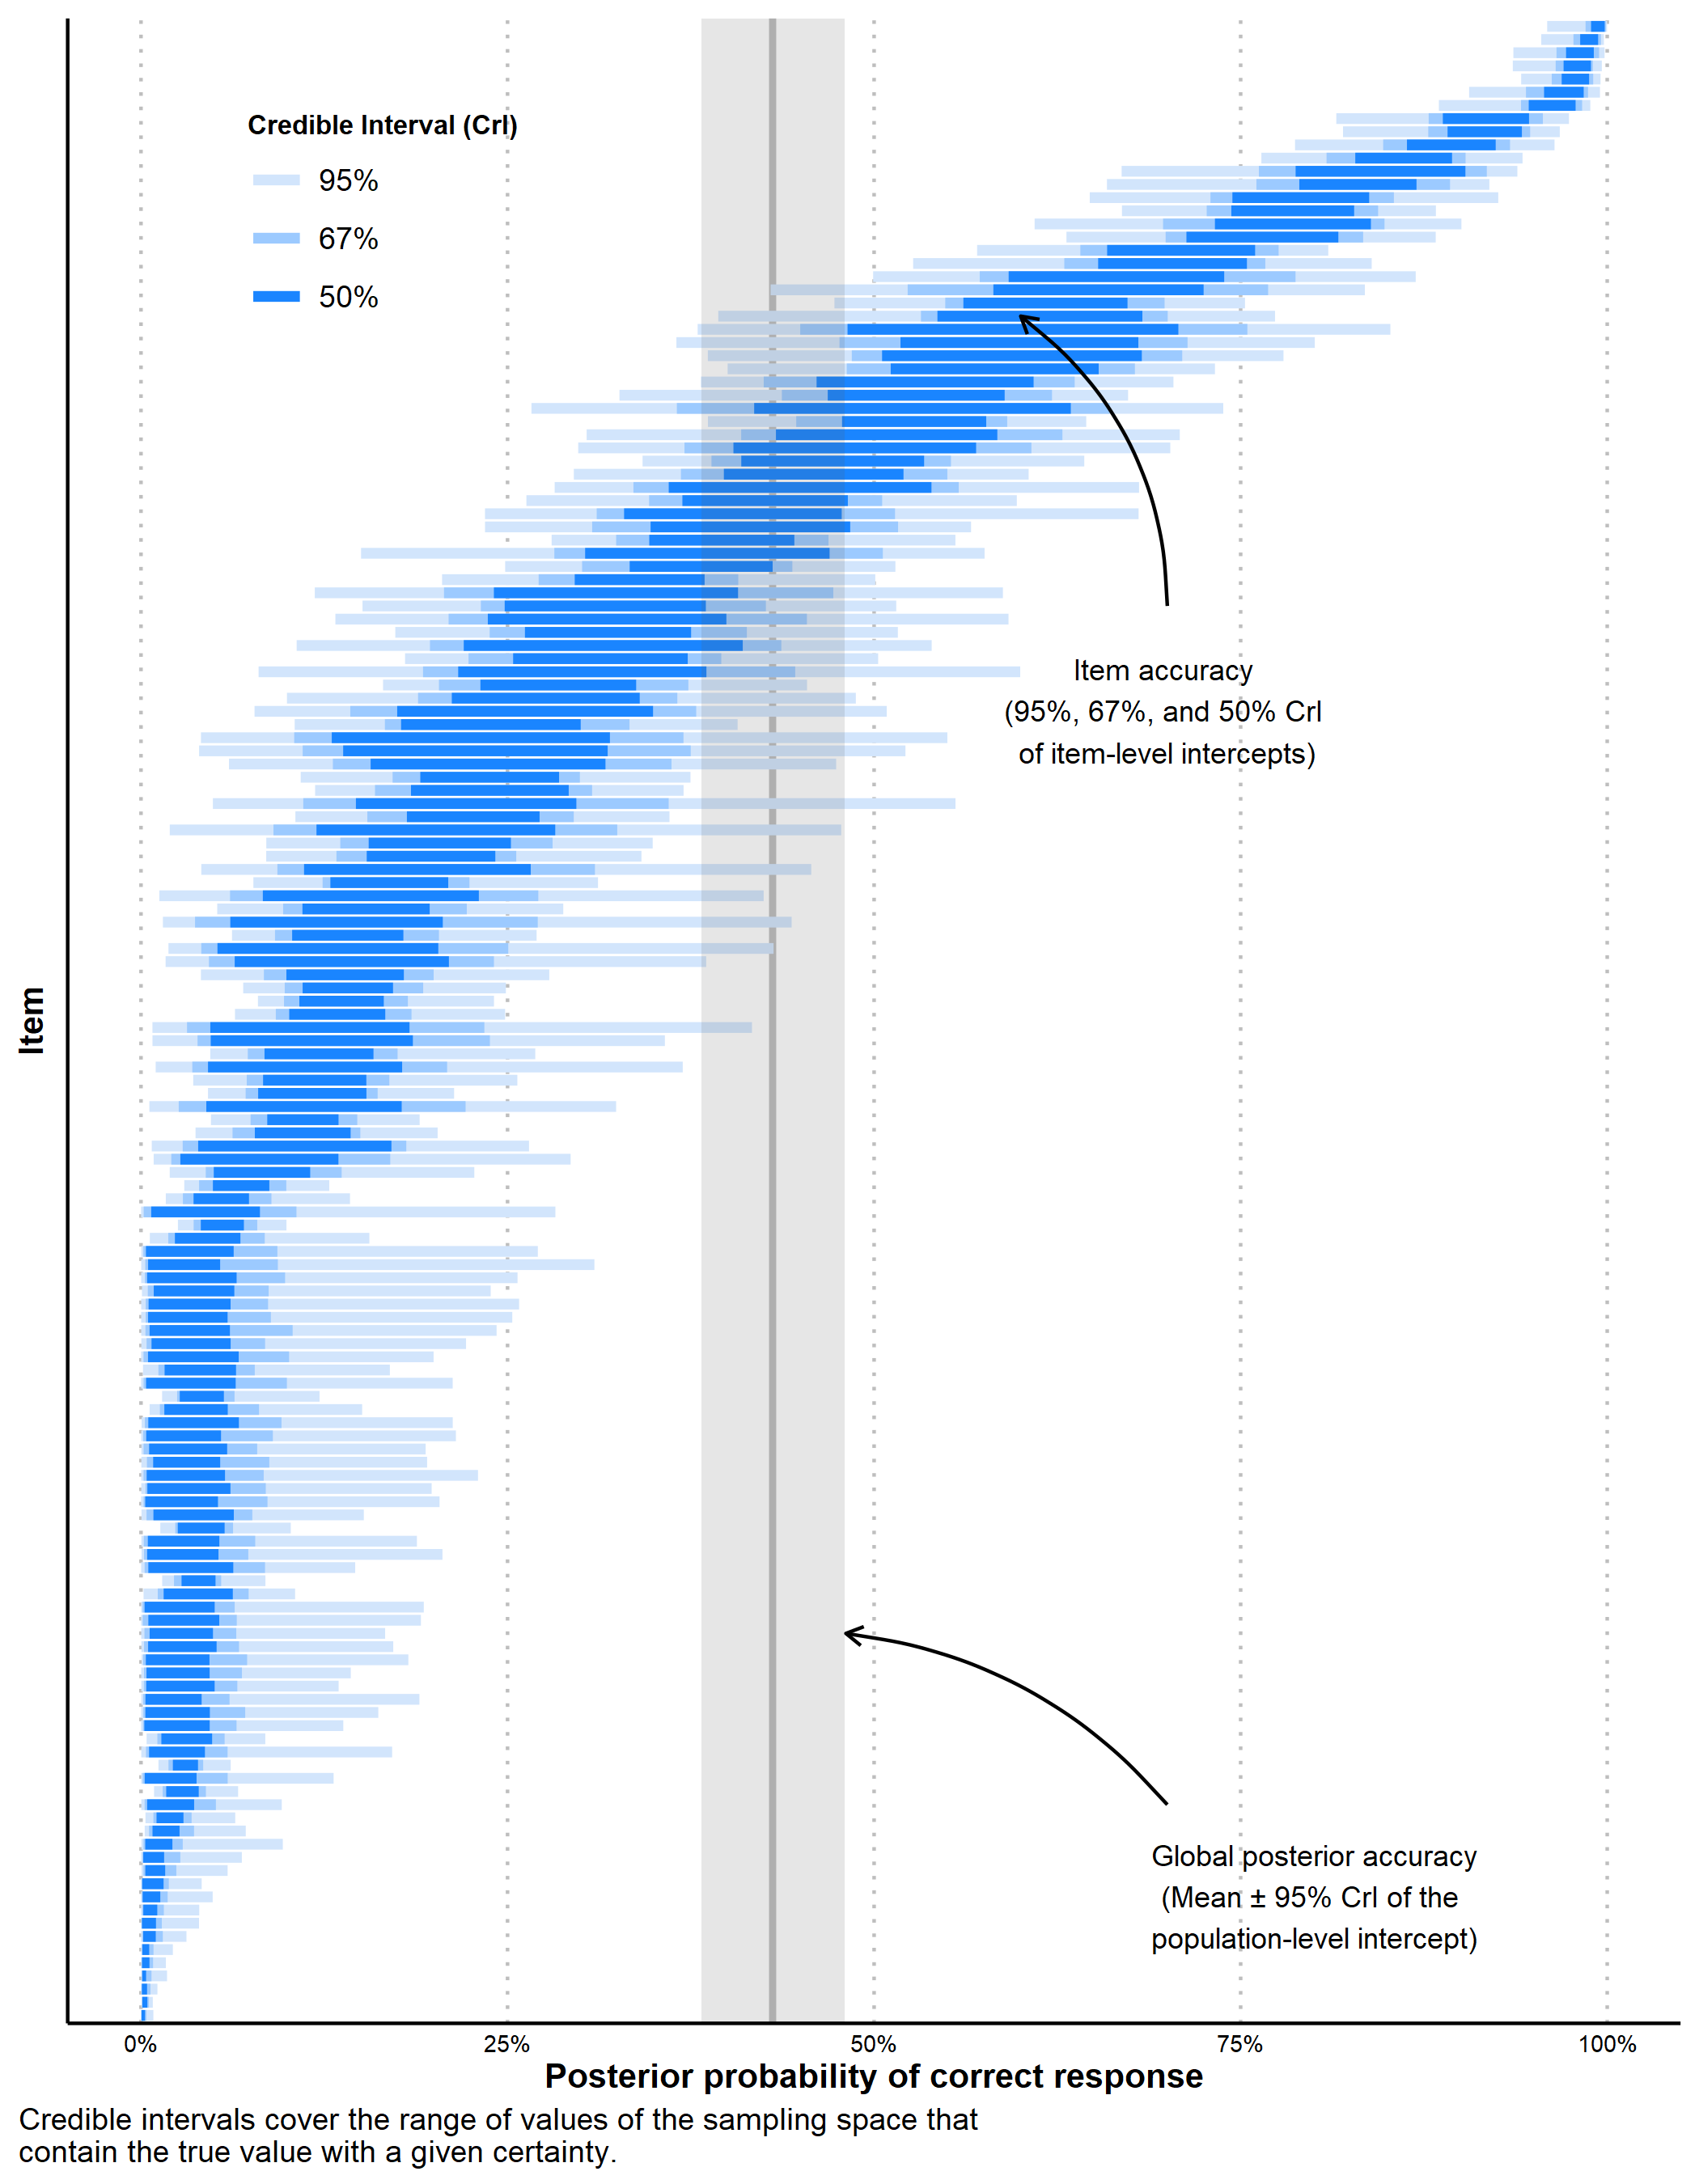 Credible Interval (CrI)
95%
67%
50%
Item accuracy
(95%, 67%, and 50% CrI
of item-level intercepts)
Item
Global posterior accuracy
(Mean ± 95% CrI of the
population-level intercept)
0%
25%
50%
75%
100%
Posterior probability of correct response
Credible intervals cover the range of values of the sampling space that
contain the true value with a given certainty.